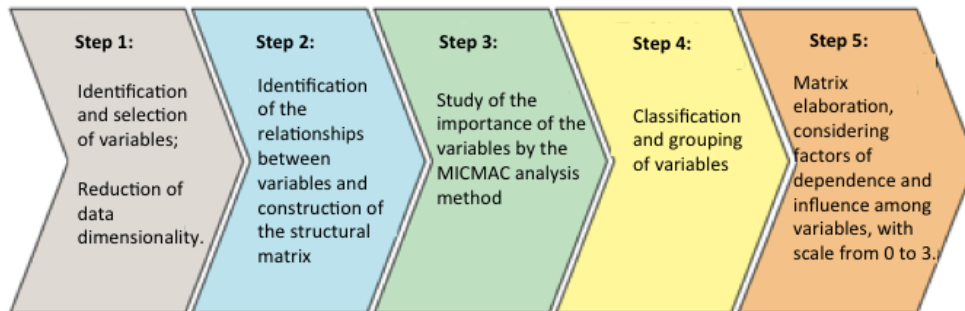 Step 1:
Identification
and selection
of variables;
Reduction of
data
dimensionality.
Step 2:
Identification
of the
relationships
between
variables and
construction of
the structural
matrix
Step 3:
Study of the
importance of the
variables by the
MICMAC analysis
method
Step 4:
Classification
and grouping
of variables
Step 5:
Matrix
elaboration,
considering
factors of
dependence and
influence among
variables, with
scale from 0 to 3.